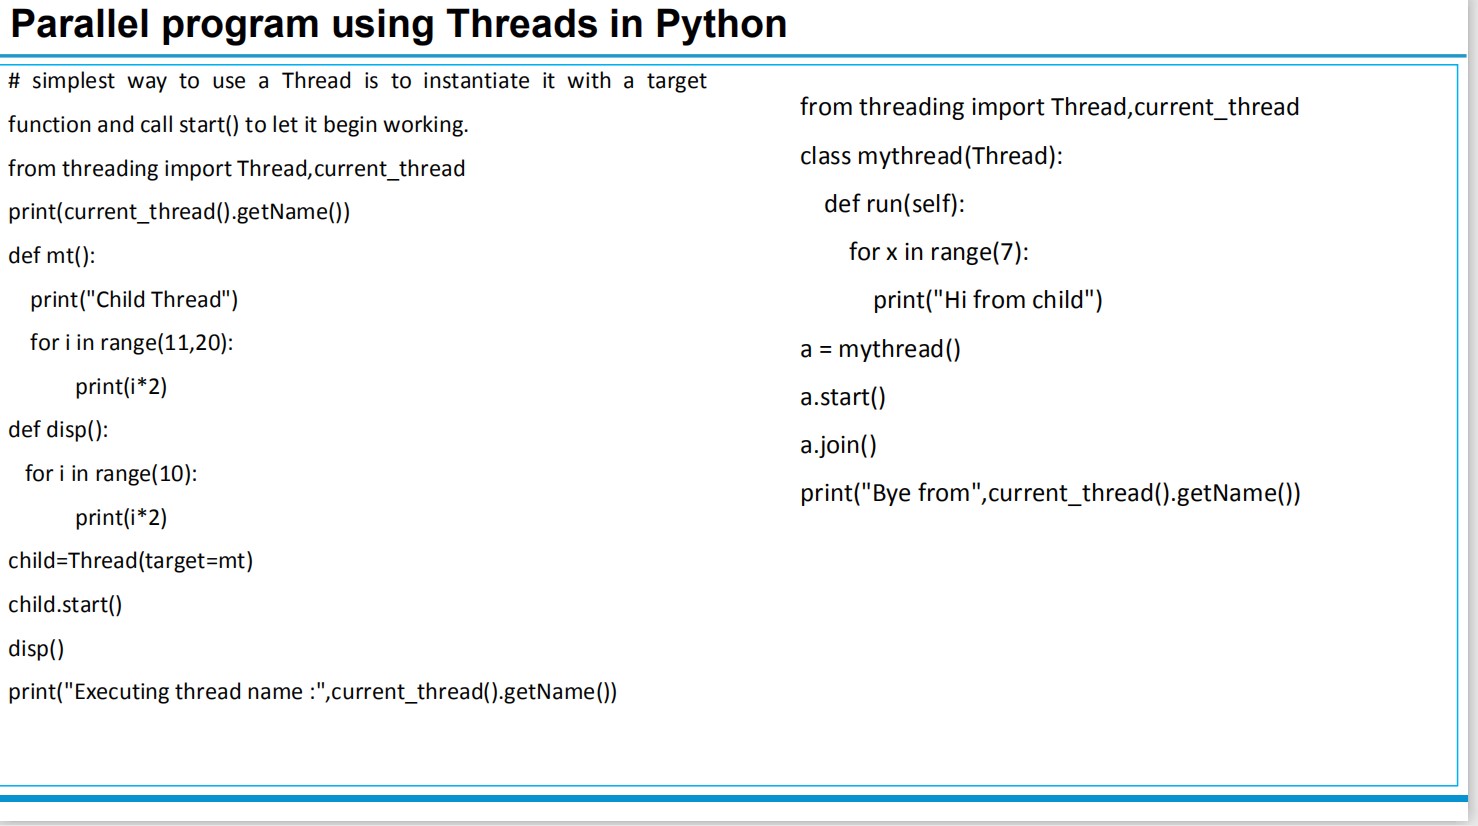 Parallel program using Threads in Python
# simplest way to use a Thread is to instantiate it with a target
function and call start() to let it begin working.
from threading import Thread,current_thread
print(current_thread().getName())
def mt():
print("Child Thread")
for i in range(11,20):
print(i*2)
def disp():
for i in range(10):
print(i*2)
child=Thread(target=mt)
child.start()
disp()
print("Executing thread name :",current_thread().getName())
from threading import Thread,current_thread
class mythread(Thread):
def run(self):
for x in range(7):
print("Hi from child")
a = mythread()
a.start()
a.join()
print("Bye from",current_thread().getName())